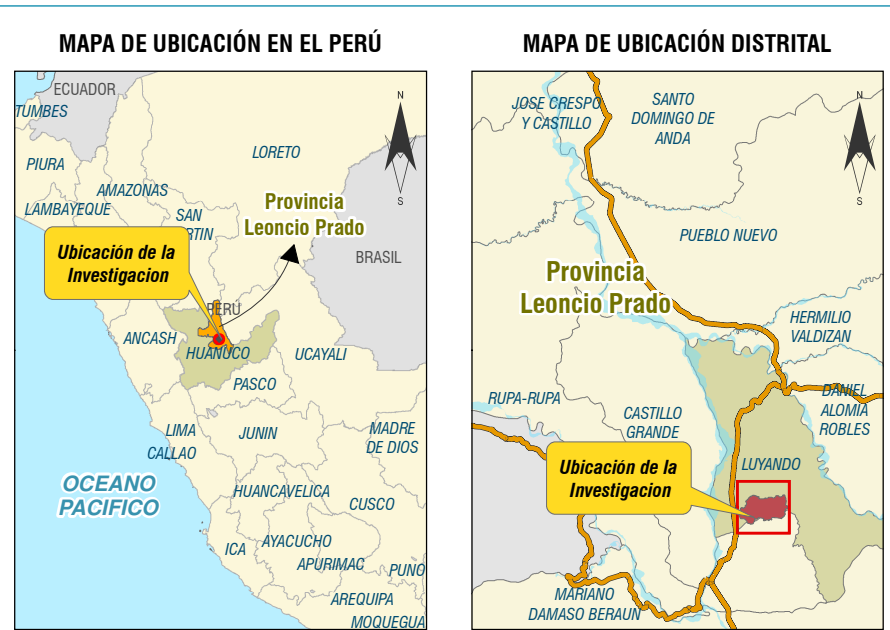 MAPA DE UBICACIÓN EN EL PERÚ
ECUADOR
TUMBES
N
S
LORETO
PIURA
AMAZONAS
LAMBAYEQUE
SAN
RTIN
Provincia
Leoncio Prado
BRASIL
Ubicación de la
Investigacion
PERÚ
ANCASH
HUANUCO
UCAYALI
PASCO
LIMA
CALLAO
JUNIN
MADRE
DE DIOS
OCEANO
PACIFICO
HUANCAVELICA
CUSCO
ICA
AYACUCHO
APURIMAC
PUNO
AREQUIPA
MOQUEGUA
MAPA DE UBICACIÓN DISTRITAL
JOSE CRESPO
Y CASTILLO
SANTO
DOMINGO DE
ANDA
N
S
PUEBLO NUEVO
Provincia
Leoncio Prado
HERMILIO
VALDIZAN
RUPA-RUPA
CASTILLO
GRANDE
DANIEL
ALOMIA
ROBLES
LUYANDO
Ubicación de la
Investigacion
MARIANO
DAMASO BERAUN